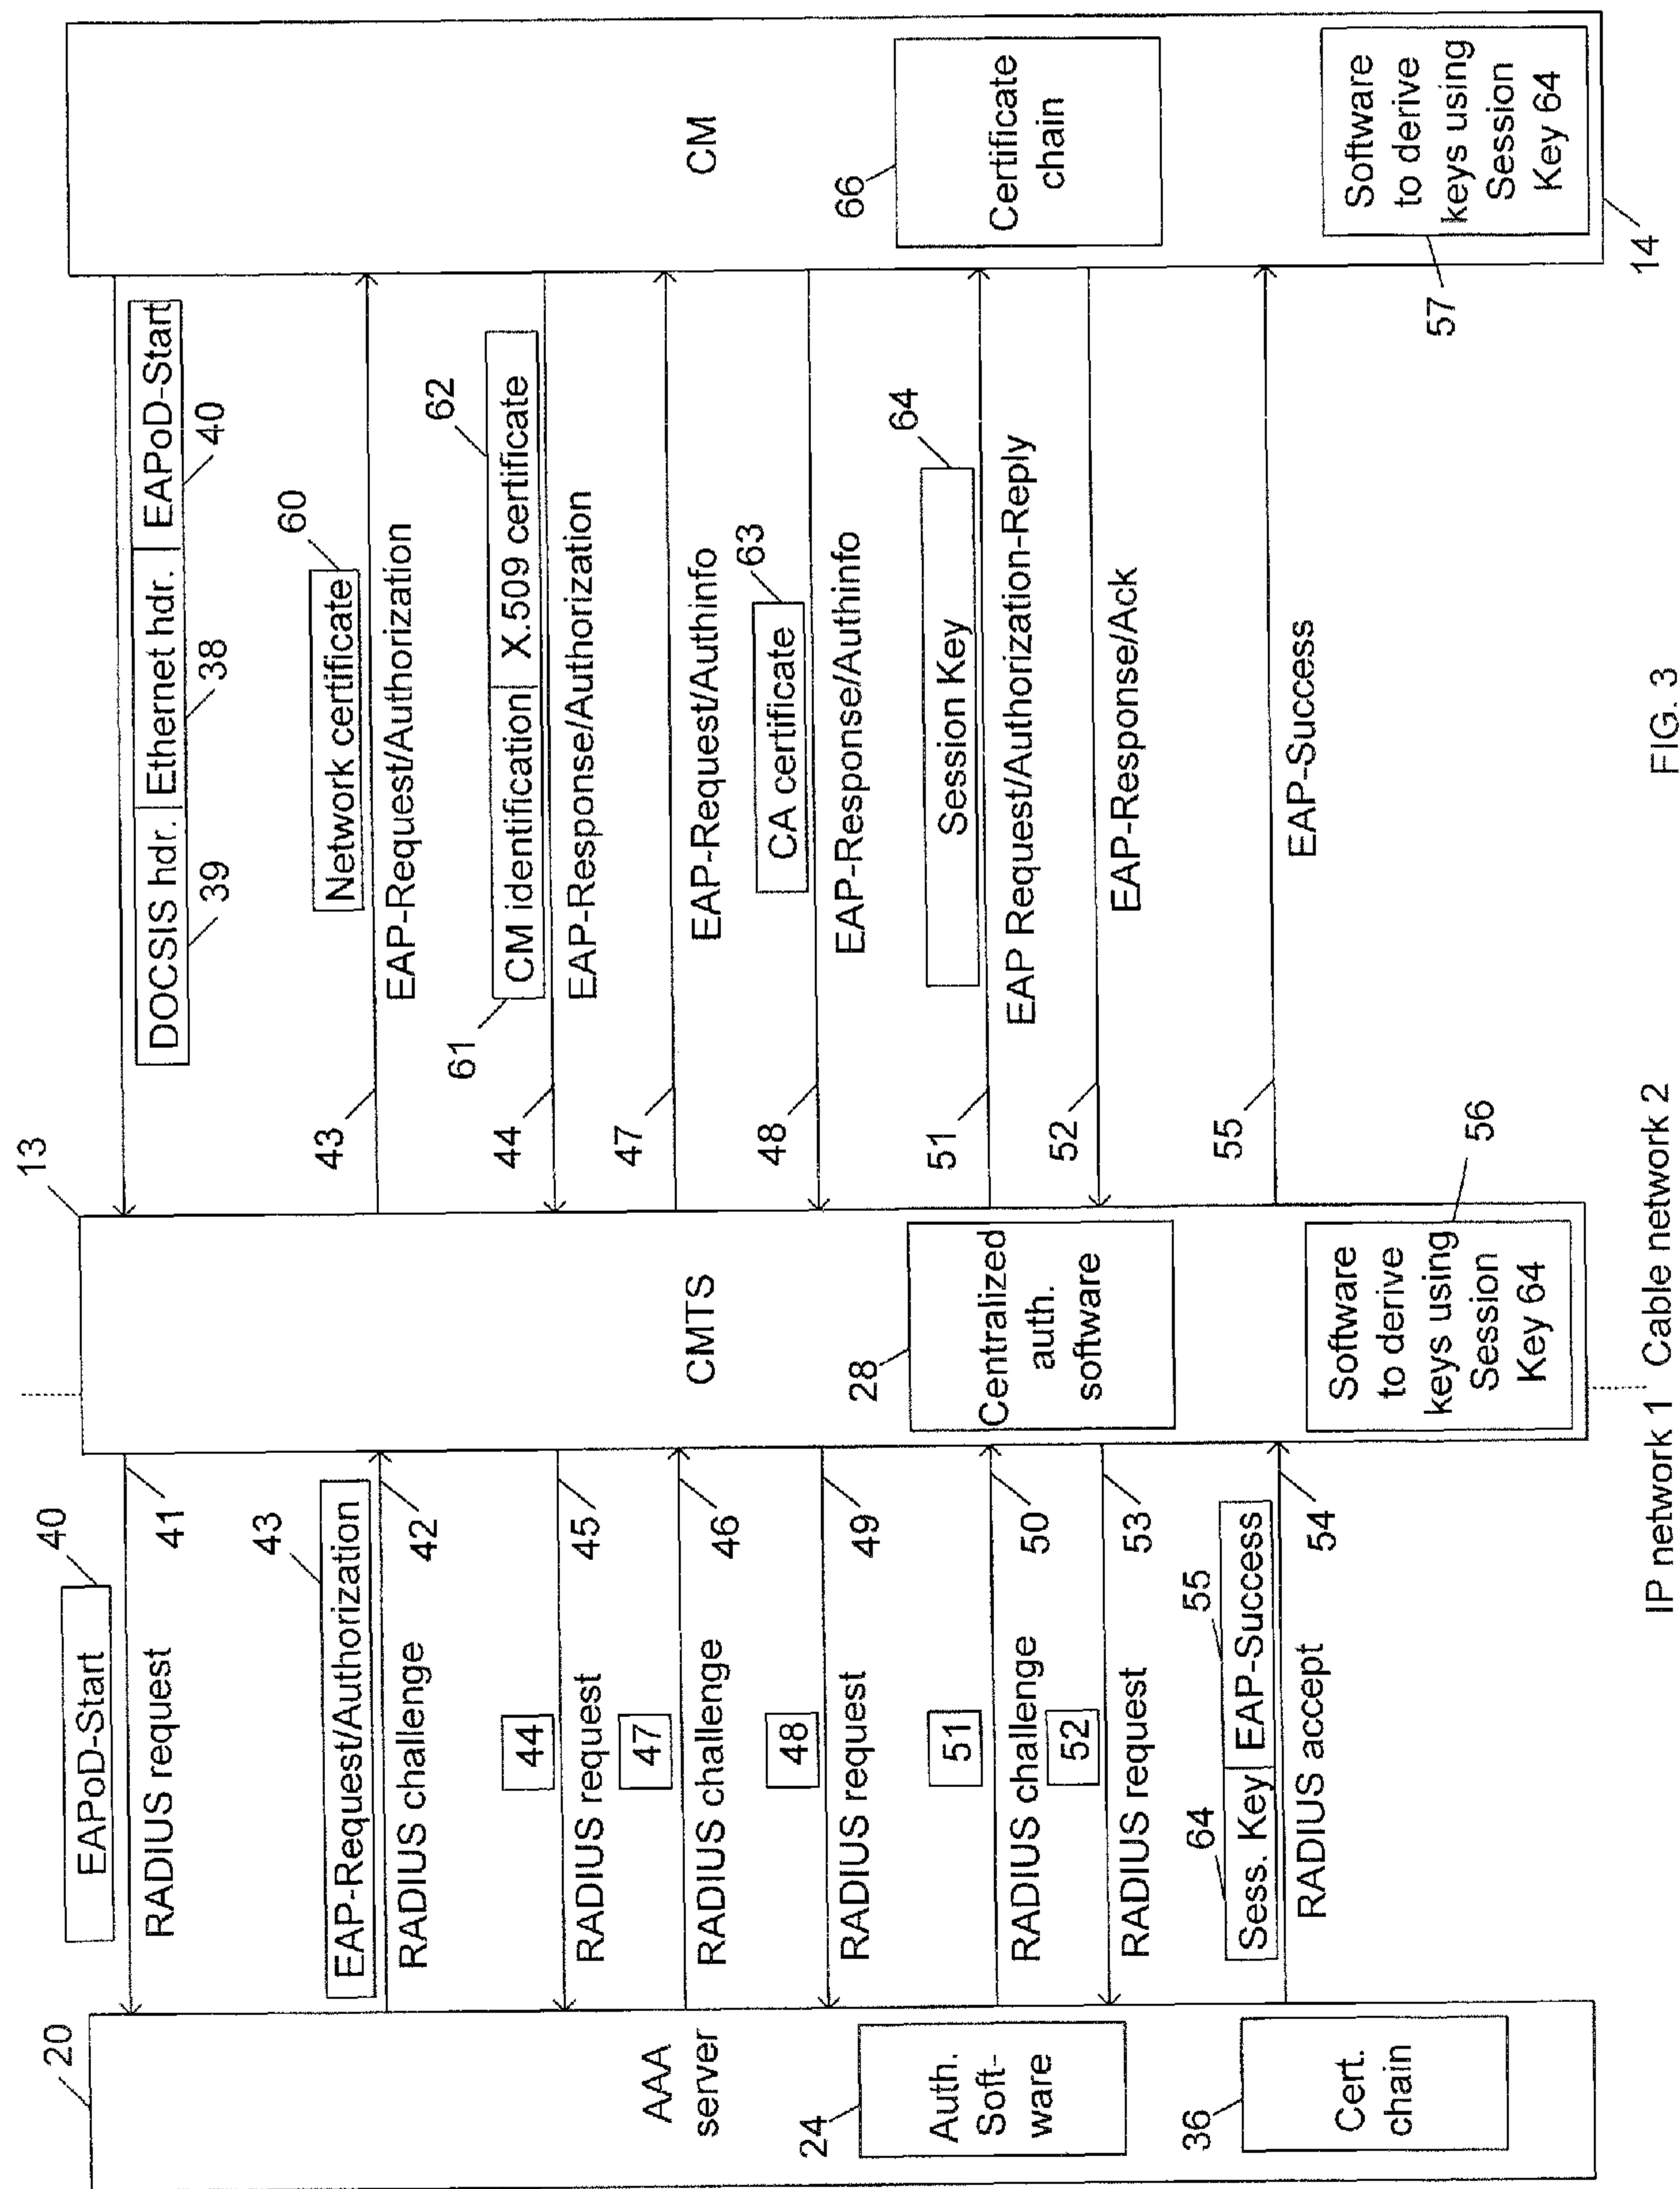 20
AAA
server
24
Auth.
Soft-
ware
36
Cert.
chain
EAPoD-Start
40
RADIUS request
41
43
EAP-Request/Authorization
RADIUS challenge
42
44
RADIUS request
45
47
RADIUS challenge
46
48
RADIUS request
49
51
RADIUS challenge
50
52
RADIUS request
53
64
55
Sess. Key EAP-Success
RADIUS accept
54
13
CMTS
28
Centralized
auth.
software
Software
to derive
keys using
Session
Key 64
56
DOCSIS hdr. Ethernet hdr. EAPoD-Start
39
38
40
60
Network certificate
43
EAP-Request/Authorization
62
CM identification X.509 certificate
61
44
EAP-Response/Authorization
47
EAP-Request/Authinfo
63
CA certificate
48
EAP-Response/Authinfo
64
Session Key
51
EAP Request/Authorization-Reply
52
EAP-Response/Ack
55
EAP-Success
CM
66
Certificate
chain
Software
to derive
keys using
Session
Key 64
57
14
IP network 1 Cable network 2
FIG. 3